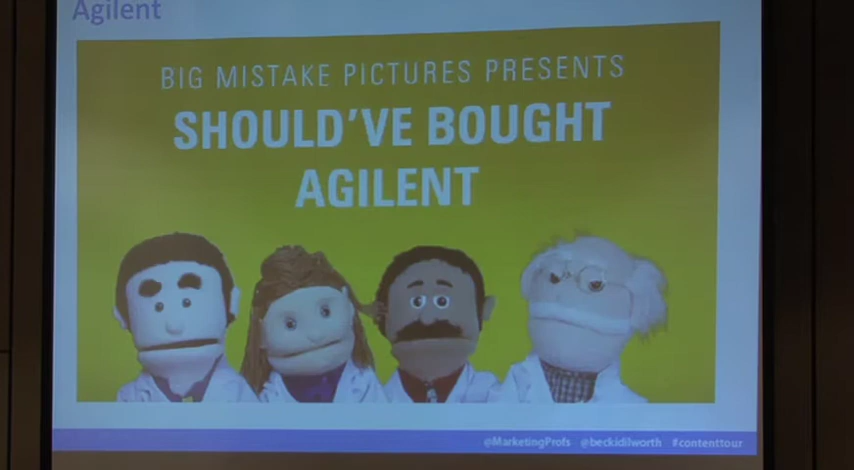 Agilent
BIG MISTAKE PICTURES PRESENTS
SHOULD'VE BOUGHT
AGILENT
@MarketingProfs @beckidilworth #contenttour